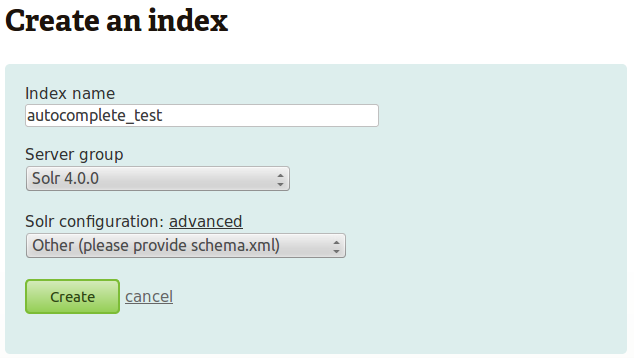 Create an index
Index name
autocomplete_test
Server group
Solr 4.0.0
Solr configuration: advanced
Other (please provide schema.xml)
Create cancel